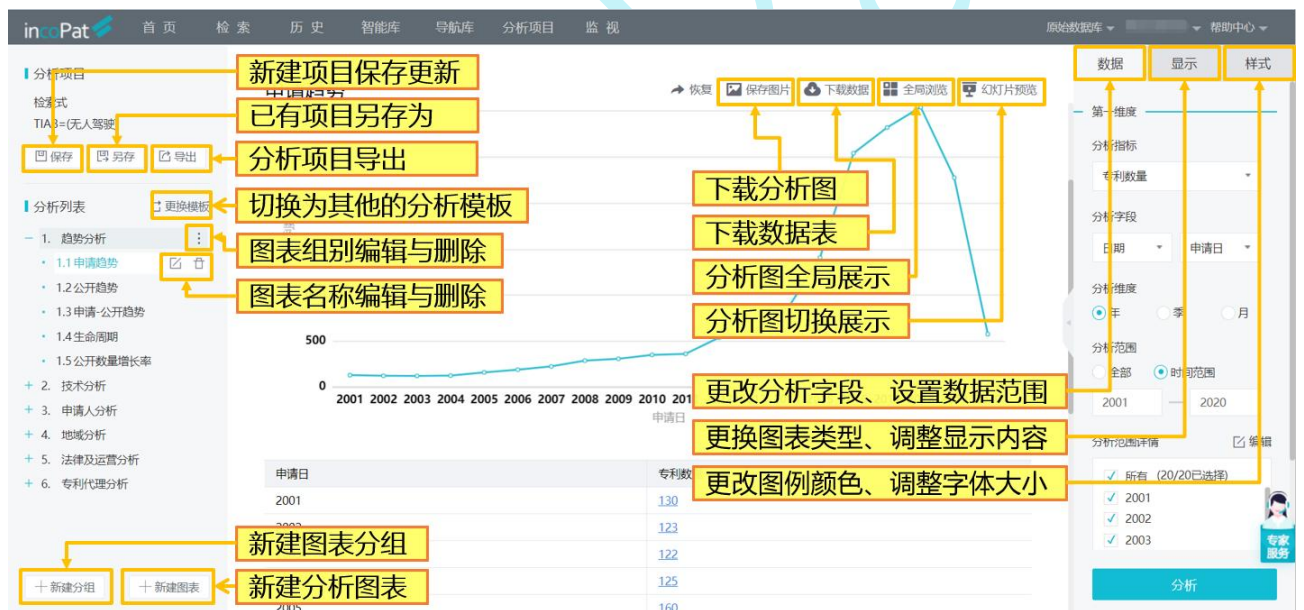 incoPat 首页 检索 历史 智能库 导航库 分析项目 监视 原始数据库 帮助中心
分析项目
检索式
TIAB=(无人驾驶)
保存 另存 导出
分析列表 更换模板
1. 趋势分析
1.1 申请趋势
1.2 公开趋势
1.3 申请-公开趋势
1.4 生命周期
1.5 公开数量增长率
2. 技术分析
3. 申请人分析
4. 地域分析
5. 法律及运营分析
6. 专利代理分析
新建分组 新建图表
新建项目保存更新
已有项目另存为
分析项目导出
切换为其他的分析模板
图表组别编辑与删除
图表名称编辑与删除
新建图表分组
新建分析图表
申请趋势
恢复 保存图片 下载数据 全局浏览 幻灯片预览
下载分析图
下载数据表
分析图全局展示
分析图切换展示
更改分析字段、设置数据范围
更换图表类型、调整显示内容
更改图例颜色、调整字体大小
500
0
2001 2002 2003 2004 2005 2006 2007 2008 2009 2010 201
申请日
申请日 专利数
2001 130
2002 123
122
125
2005 160
数据 显示 样式
第一维度
分析指标
专利数量
分析字段
日期 申请日
分析维度
年 季 月
分析范围
全部 时间范围
2001 — 2020
分析范围详情 编辑
所有 (20/20已选择)
2001
2002
2003
专家
服务
分析